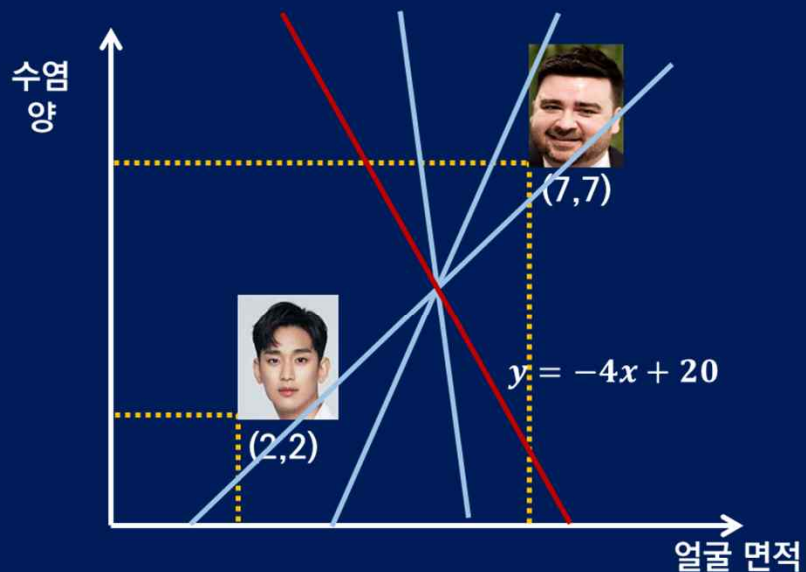 수염
양
(7,7)
y = −4x + 20
(2,2)
얼굴 면적